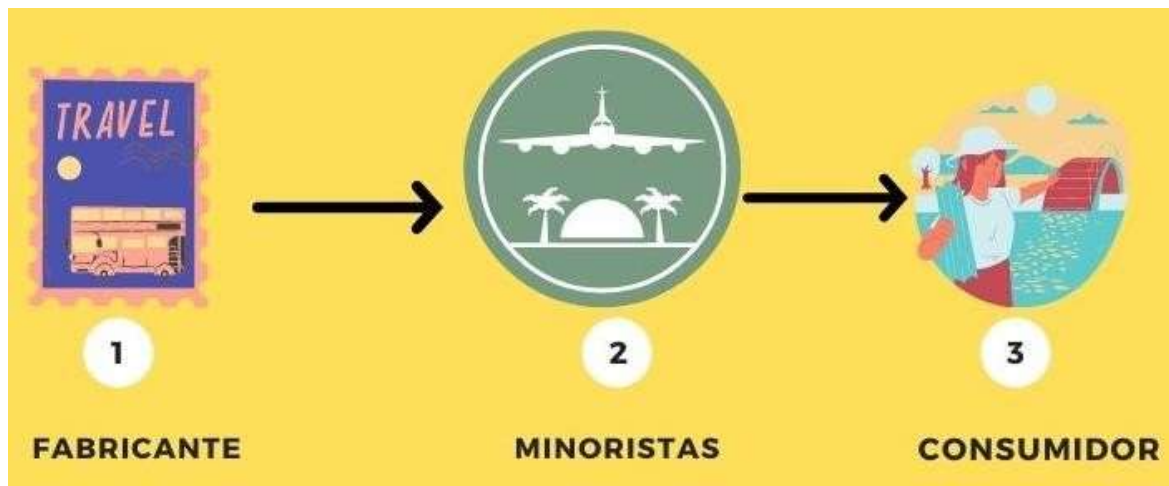 TRAVEL
1
2
3
FABRICANTE
MINORISTAS
CONSUMIDOR